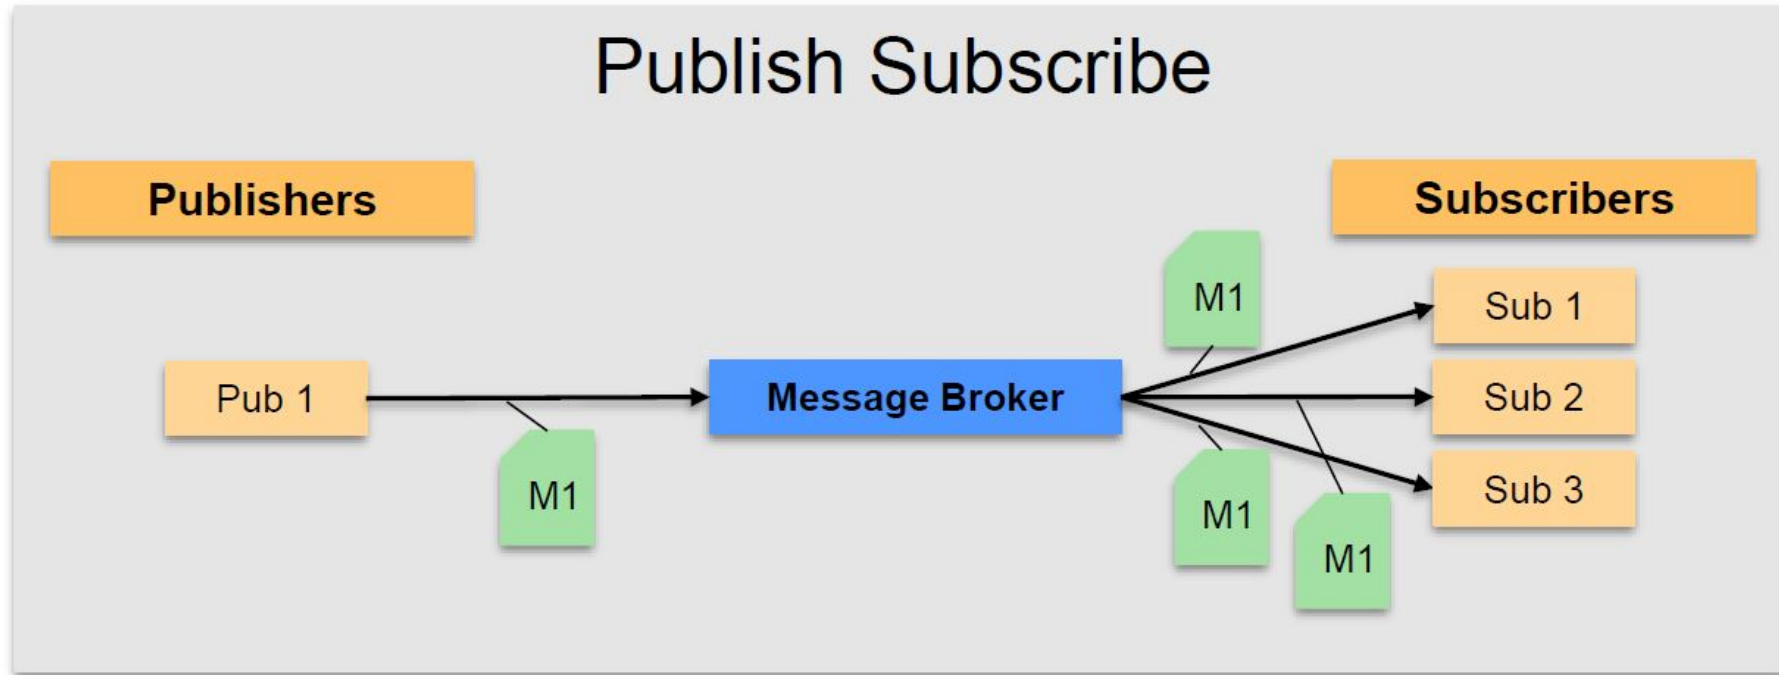 Publish Subscribe
Publishers
Subscribers
M1
Sub 1
Pub 1
Message Broker
Sub 2
M1
M1
Sub 3
M1